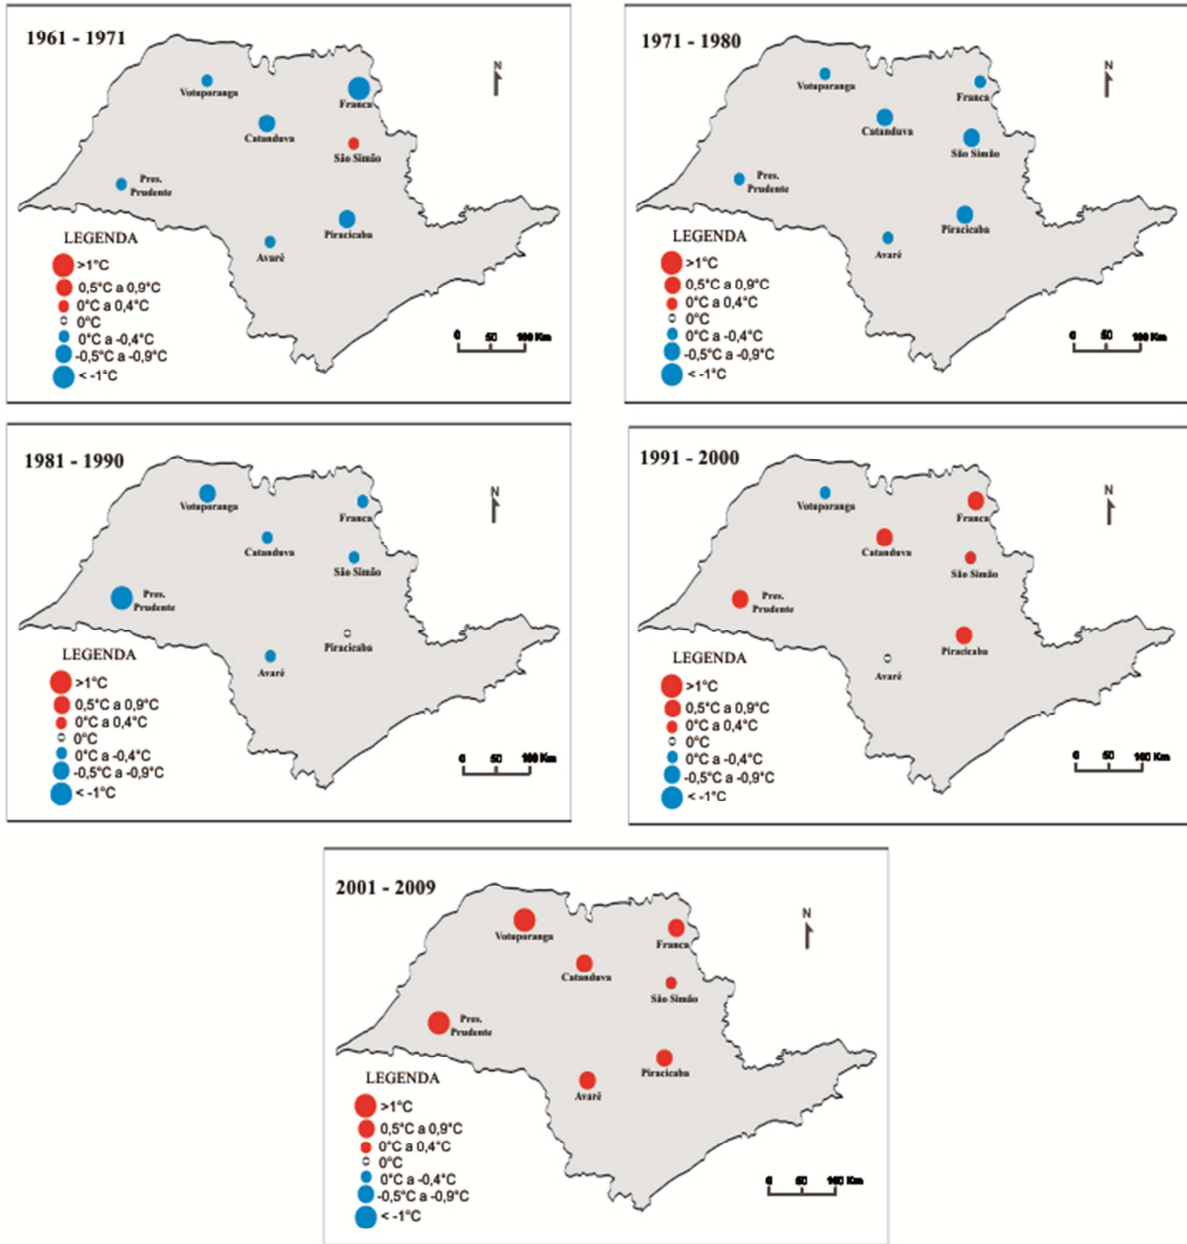 1961 - 1971
N
Votuporanga
Franca
Catanduva
São Simão
Pres.
Prudente
Piracicaba
Avaré
LEGENDA
>1°C
0,5°C a 0,9°C
0°C a 0,4°C
0°C
0°C a -0,4°C
-0,5°C a -0,9°C
< -1°C
0 50 100 Km
1971 - 1980
N
Votuporanga
Franca
Catanduva
São Simão
Pres.
Prudente
Piracicaba
Avaré
LEGENDA
>1°C
0,5°C a 0,9°C
0°C a 0,4°C
0°C
0°C a -0,4°C
-0,5°C a -0,9°C
< -1°C
0 50 100 Km
1981 - 1990
N
Votuporanga
Franca
Catanduva
São Simão
Pres.
Prudente
Piracicaba
Avaré
LEGENDA
>1°C
0,5°C a 0,9°C
0°C a 0,4°C
0°C
0°C a -0,4°C
-0,5°C a -0,9°C
< -1°C
0 50 100 Km
1991 - 2000
N
Votuporanga
Franca
Catanduva
São Simão
Pres.
Prudente
Piracicaba
Avaré
LEGENDA
>1°C
0,5°C a 0,9°C
0°C a 0,4°C
0°C
0°C a -0,4°C
-0,5°C a -0,9°C
< -1°C
0 50 100 Km
2001 - 2009
N
Votuporanga
Franca
Catanduva
São Simão
Pres.
Prudente
Piracicaba
Avaré
LEGENDA
>1°C
0,5°C a 0,9°C
0°C a 0,4°C
0°C
0°C a -0,4°C
-0,5°C a -0,9°C
< -1°C
0 50 100 Km